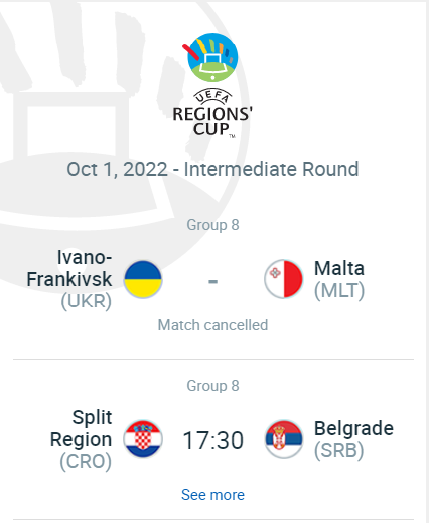 UEFA
REGIONS'
CUP™
Oct 1, 2022 - Intermediate Round
Group 8
Ivano-
Frankivsk
(UKR)
-
Malta
(MLT)
Match cancelled
Group 8
Split
Region
(CRO)
17:30
Belgrade
(SRB)
See more